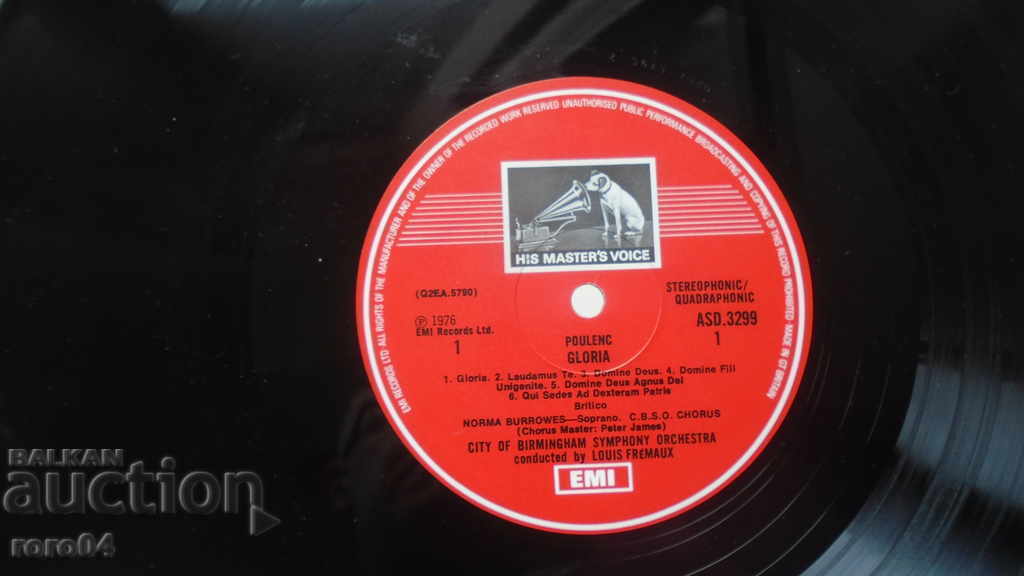 EMI RECORDS LTD ALL RIGHTS OF THE MANUFACTURER AND OF THE OWNER OF THE RECORDED WORK RESERVED UNAUTHORISED PUBLIC PERFORMANCE BROADCASTING AND COPYING OF THIS RECORD PROHIBITED MADE IN GT BRITAIN
HIS MASTER'S VOICE
(Q2EA.5790)
STEREOPHONIC/
QUADRAPHONIC
℗ 1976
EMI Records Ltd.
ASD.3299
1
1
POULENC
GLORIA
1. Gloria. 2. Laudamus Te. 3. Domine Deus. 4. Domine Fili
Unigenite. 5. Domine Deus Agnus Dei
6. Qui Sedes Ad Dexteram Patris
Britico
NORMA BURROWES—Soprano. C.B.S.O. CHORUS
(Chorus Master: Peter James)
CITY OF BIRMINGHAM SYMPHONY ORCHESTRA
conducted by LOUIS FRÉMAUX
EMI
BALKAN
auction
roro04